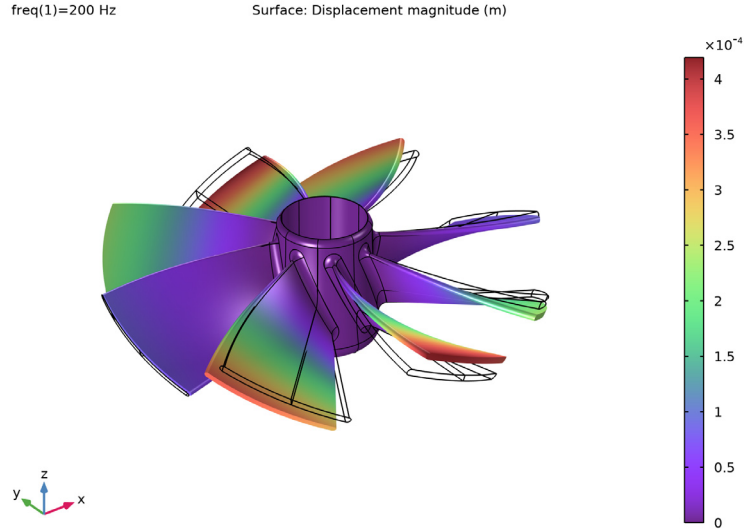 freq(1)=200 Hz
Surface: Displacement magnitude (m)
×10⁻⁴
4
3.5
3
2.5
2
1.5
1
0.5
0
z
y
x